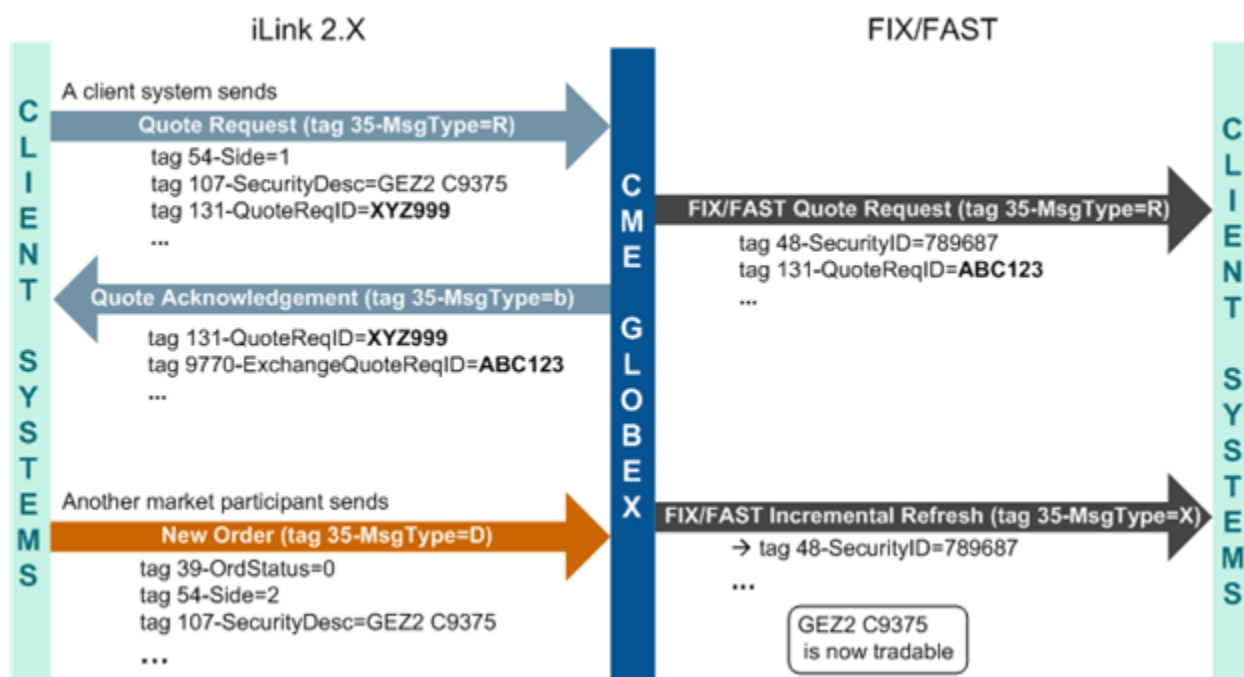 iLink 2.X
FIX/FAST
CLIENT SYSTEMS
A client system sends
Quote Request (tag 35-MsgType=R)
tag 54-Side=1
tag 107-SecurityDesc=GEZ2 C9375
tag 131-QuoteReqID=XYZ999
...
Quote Acknowledgement (tag 35-MsgType=b)
tag 131-QuoteReqID=XYZ999
tag 9770-ExchangeQuoteReqID=ABC123
...
Another market participant sends
New Order (tag 35-MsgType=D)
tag 39-OrdStatus=0
tag 54-Side=2
tag 107-SecurityDesc=GEZ2 C9375
...
CME GLOBEX
FIX/FAST Quote Request (tag 35-MsgType=R)
tag 48-SecurityID=789687
tag 131-QuoteReqID=ABC123
...
FIX/FAST Incremental Refresh (tag 35-MsgType=X)
→ tag 48-SecurityID=789687
...
GEZ2 C9375
is now tradable
CLIENT SYSTEMS